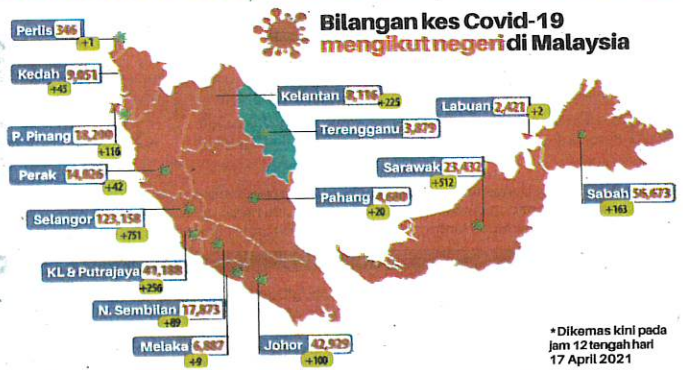 Bilangan kes Covid-19
mengikut negeri di Malaysia
Perlis 346
+1
Kedah 9,051
+45
P. Pinang 18,200
+116
Perak 14,826
+42
Selangor 123,158
+751
KL & Putrajaya 41,188
+256
N. Sembilan 17,873
+89
Melaka 6,887
+9
Johor 42,929
+100
Kelantan 8,116
+225
Terengganu 3,879
Pahang 4,680
+20
Labuan 2,421
+2
Sarawak 23,432
+512
Sabah 56,673
+163
*Dikemas kini pada
jam 12 tengah hari
17 April 2021